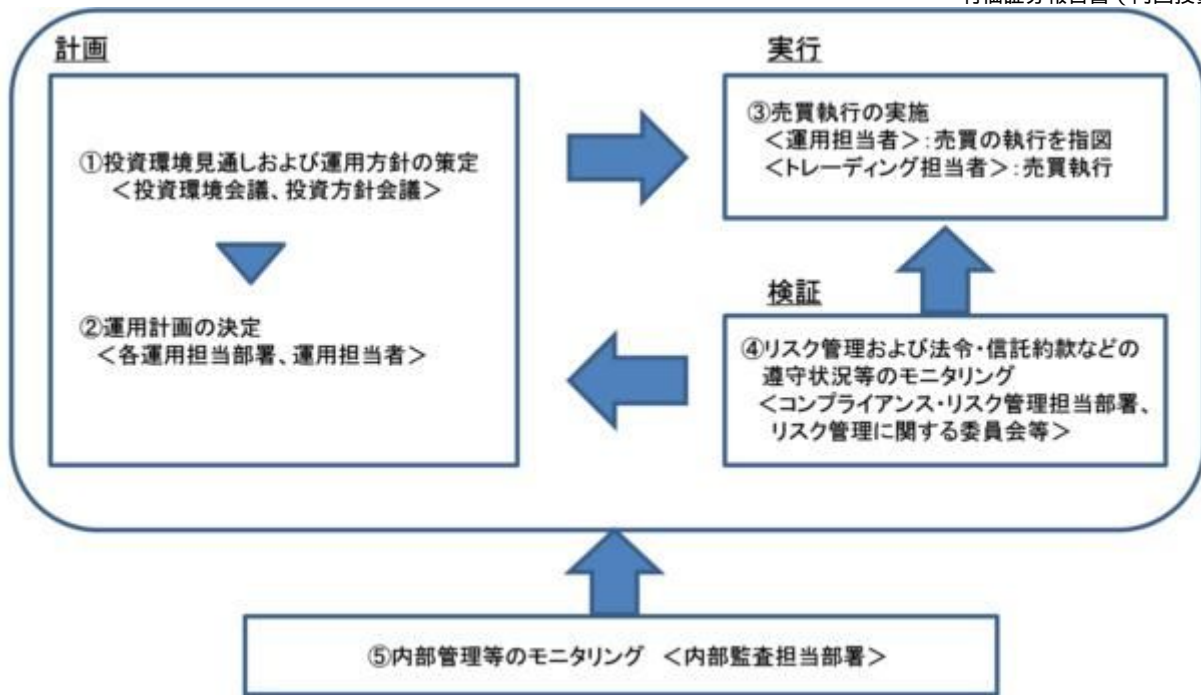 計画
①投資環境見通しおよび運用方針の策定
＜投資環境会議、投資方針会議＞
②運用計画の決定
＜各運用担当部署、運用担当者＞
実行
③売買執行の実施
＜運用担当者＞：売買の執行を指図
＜トレーディング担当者＞：売買執行
検証
④リスク管理および法令・信託約款などの
遵守状況等のモニタリング
＜コンプライアンス・リスク管理担当部署、
リスク管理に関する委員会等＞
⑤内部管理等のモニタリング ＜内部監査担当部署＞